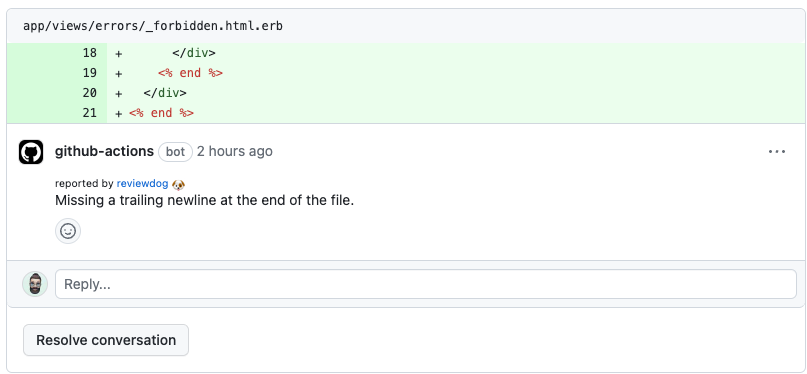 app/views/errors/_forbidden.html.erb
18 + </div>
19 + <% end %>
20 + </div>
21 + <% end %>
github-actions bot 2 hours ago
reported by reviewdog 🐶
Missing a trailing newline at the end of the file.
Reply...
Resolve conversation